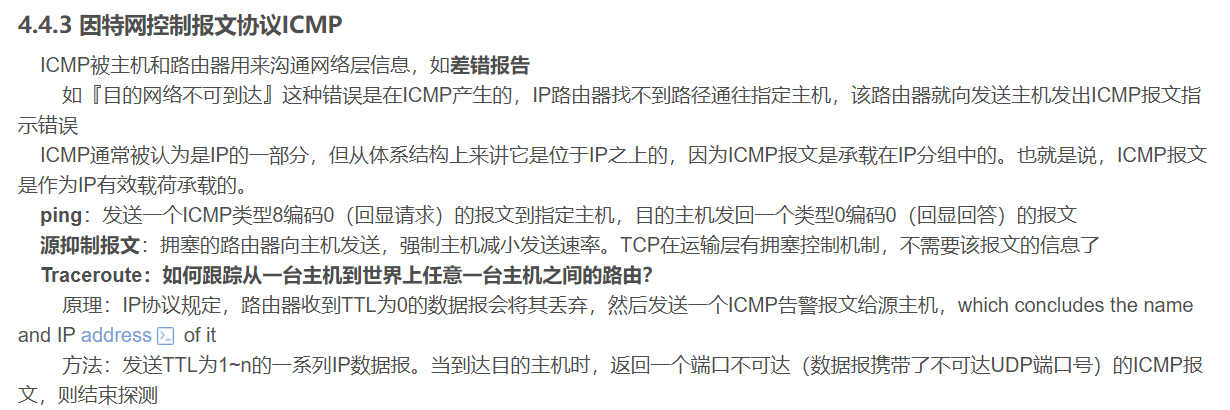 4.4.3 因特网控制报文协议ICMP
ICMP被主机和路由器用来沟通网络层信息，如差错报告
如『目的网络不可到达』这种错误是在ICMP产生的，IP路由器找不到路径通往指定主机，该路由器就向发送主机发出ICMP报文指
示错误
ICMP通常被认为是IP的一部分，但从体系结构上来讲它是位于IP之上的，因为ICMP报文是承载在IP分组中的。也就是说，ICMP报文
是作为IP有效载荷承载的。
ping：发送一个ICMP类型8编码0（回显请求）的报文到指定主机，目的主机发回一个类型0编码0（回显回答）的报文
源抑制报文：拥塞的路由器向主机发送，强制主机减小发送速率。TCP在运输层有拥塞控制机制，不需要该报文的信息了
Traceroute：如何跟踪从一台主机到世界上任意一台主机之间的路由？
原理：IP协议规定，路由器收到TTL为0的数据报会将其丢弃，然后发送一个ICMP告警报文给源主机，which concludes the name
and IP address of it
方法：发送TTL为1~n的一系列IP数据报。当到达目的主机时，返回一个端口不可达（数据报携带了不可达UDP端口号）的ICMP报
文，则结束探测